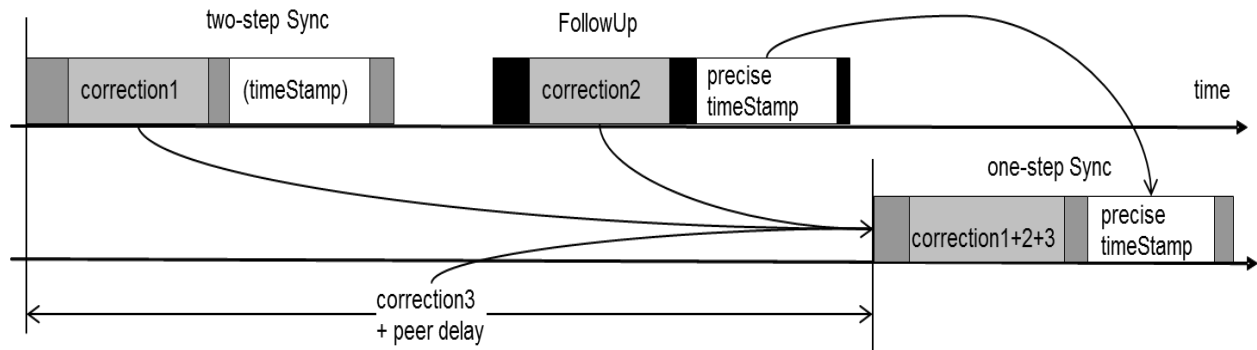 two-step Sync
FollowUp
correction1
(timeStamp)
correction2
precise
timeStamp
time
one-step Sync
correction1+2+3
precise
timeStamp
correction3
+ peer delay